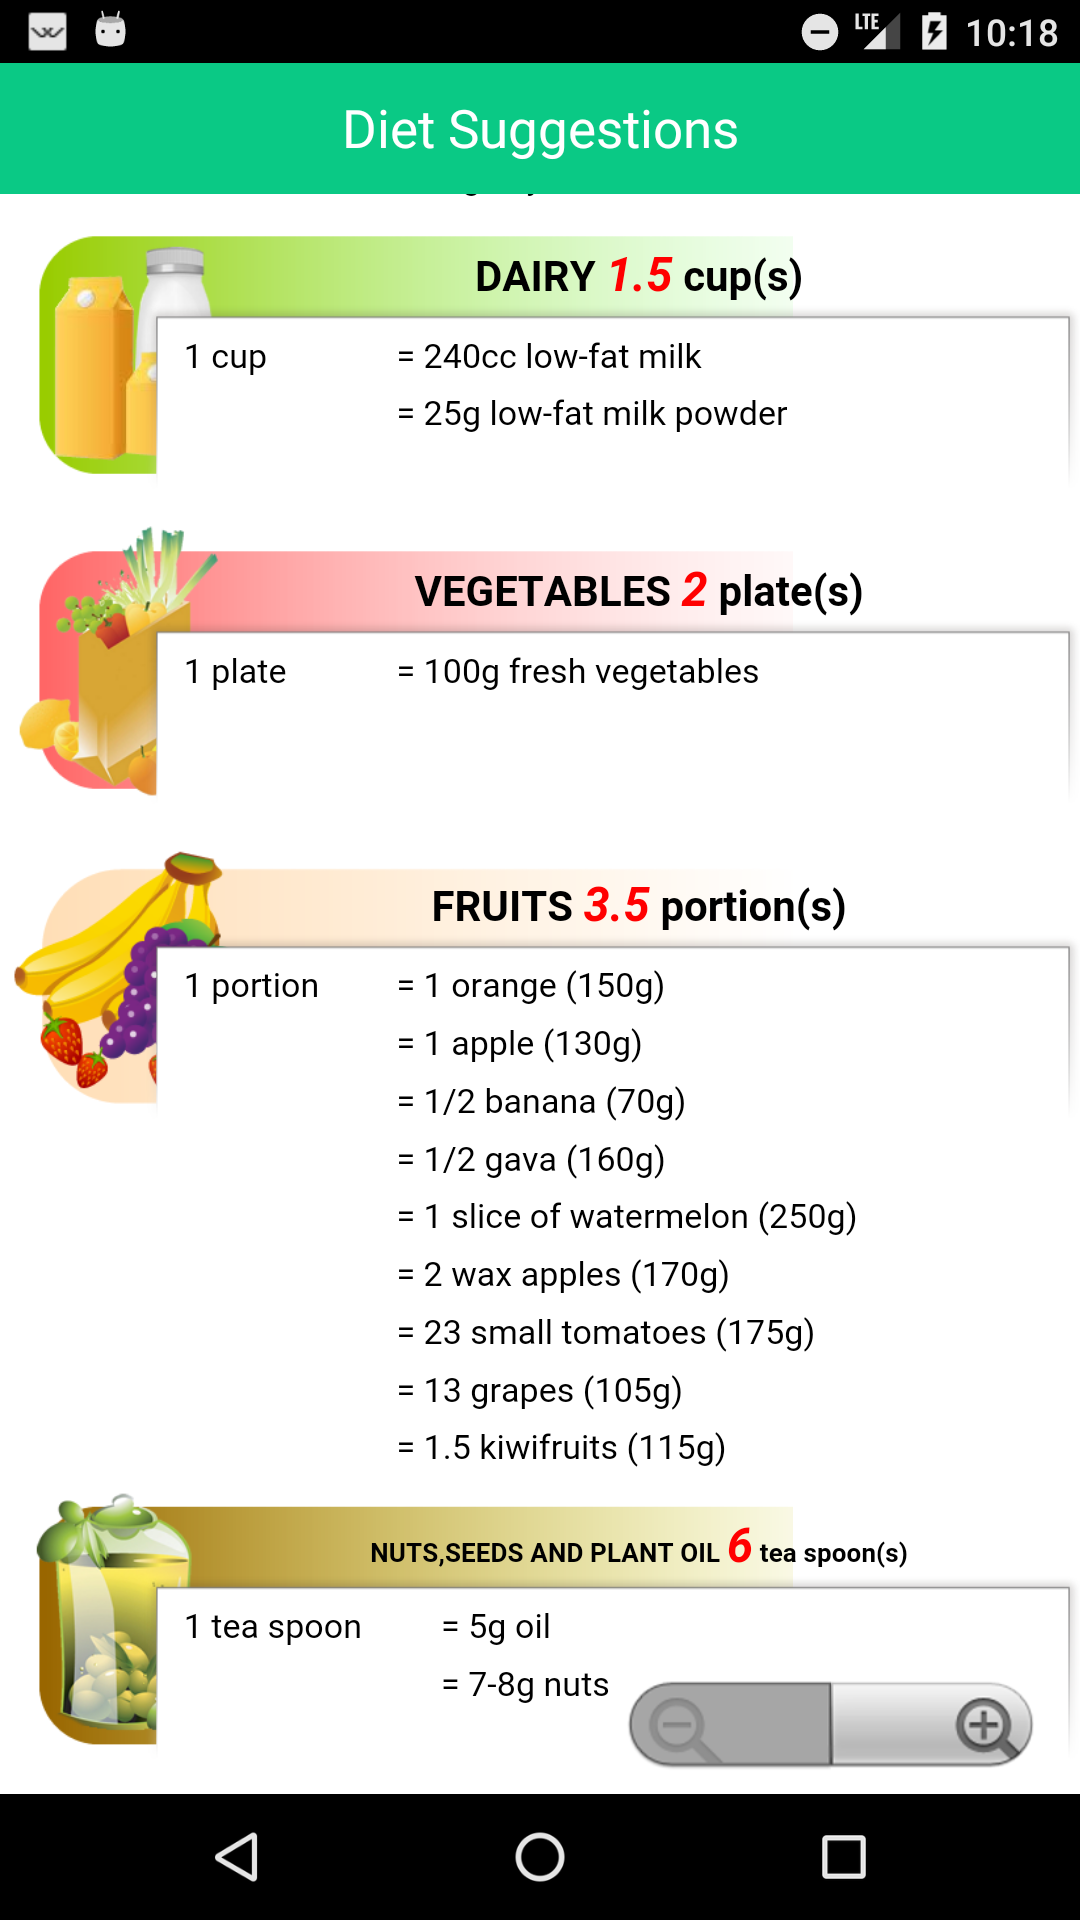 LTE 10:18
Diet Suggestions
DAIRY 1.5 cup(s)
1 cup = 240cc low-fat milk
= 25g low-fat milk powder
VEGETABLES 2 plate(s)
1 plate = 100g fresh vegetables
FRUITS 3.5 portion(s)
1 portion = 1 orange (150g)
= 1 apple (130g)
= 1/2 banana (70g)
= 1/2 gava (160g)
= 1 slice of watermelon (250g)
= 2 wax apples (170g)
= 23 small tomatoes (175g)
= 13 grapes (105g)
= 1.5 kiwifruits (115g)
NUTS,SEEDS AND PLANT OIL 6 tea spoon(s)
1 tea spoon = 5g oil
= 7-8g nuts